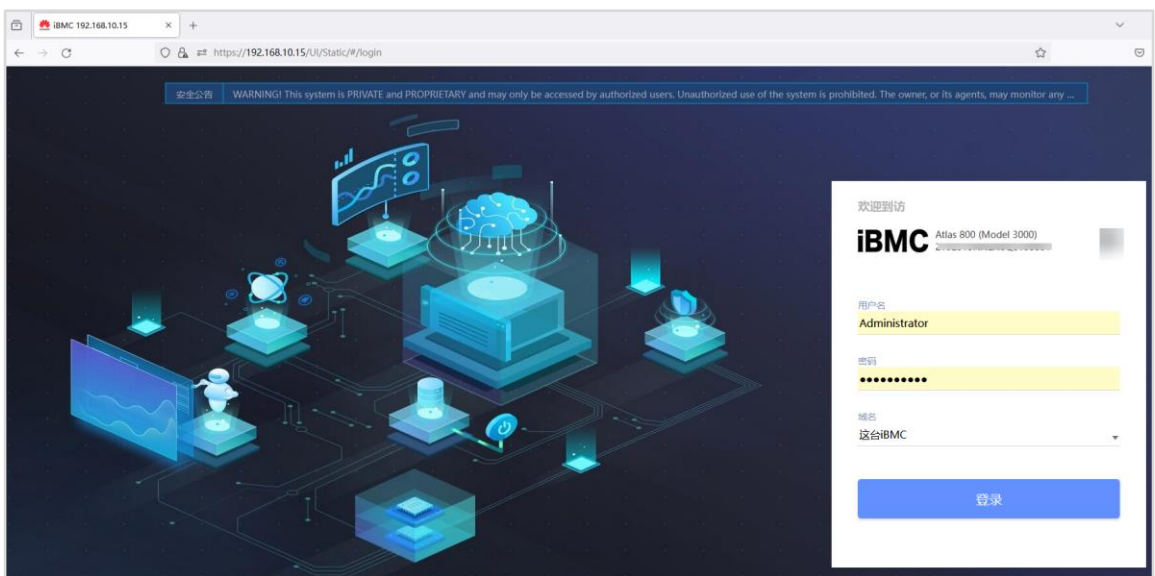 iBMC 192.168.10.15
https://192.168.10.15/UI/Static/#/login
安全公告 WARNING! This system is PRIVATE and PROPRIETARY and may only be accessed by authorized users. Unauthorized use of the system is prohibited. The owner, or its agents, may monitor any ...
欢迎到访
iBMC Atlas 800 (Model 3000)
用户名
Administrator
密码
••••••••••
域名
这台iBMC
登录